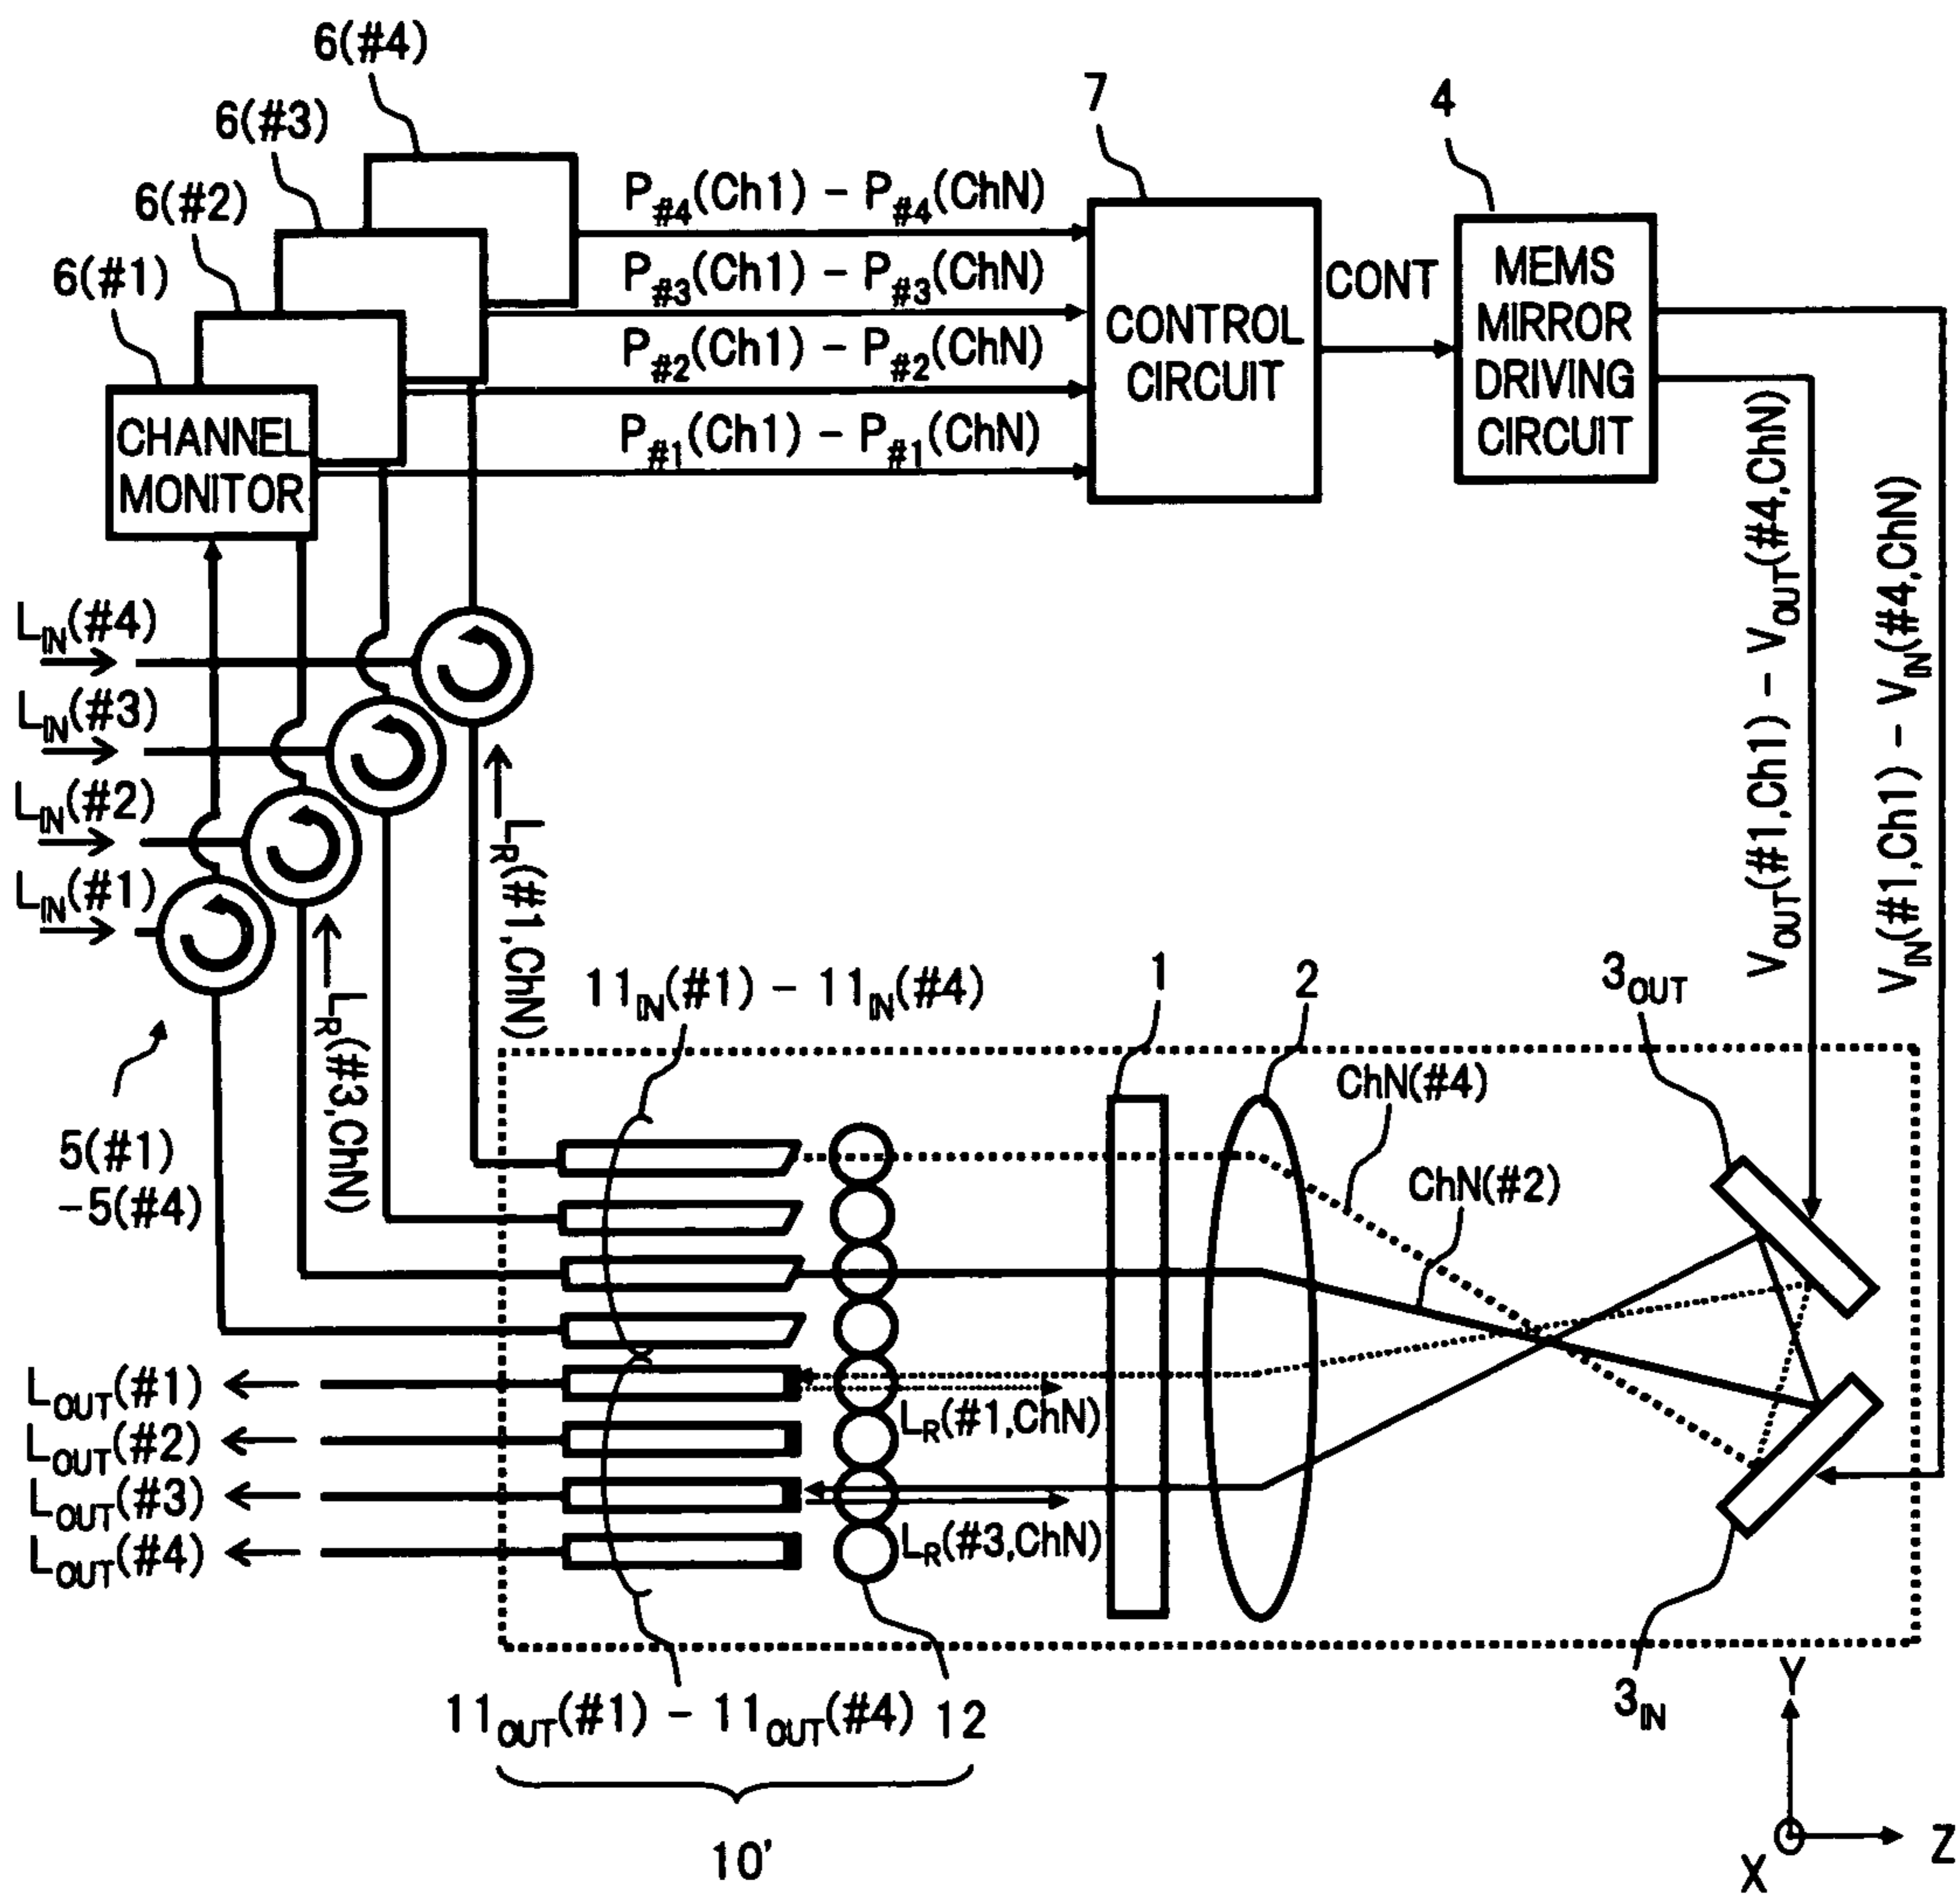 6(#4)
6(#3)
7
4
6(#2)
P#4(Ch1) - P#4(ChN)
6(#1)
P#3(Ch1) - P#3(ChN)
CONT
MEMS
MIRROR
DRIVING
CIRCUIT
CONTROL
CIRCUIT
P#2(Ch1) - P#2(ChN)
CHANNEL
MONITOR
P#1(Ch1) - P#1(ChN)
VOUT(#1,Ch1) - VOUT(#4,ChN)
VIN(#1,Ch1) - VIN(#4,ChN)
LIN(#4)
LIN(#3)
LIN(#2)
LIN(#1)
LR(#1,ChN)
LR(#3,ChN)
11IN(#1) - 11IN(#4)
1
2
3OUT
ChN(#4)
5(#1)
-5(#4)
ChN(#2)
LOUT(#1)
LR(#1,ChN)
LOUT(#2)
LOUT(#3)
LR(#3,ChN)
LOUT(#4)
11OUT(#1) - 11OUT(#4)
12
3IN
Y
10'
X
Z